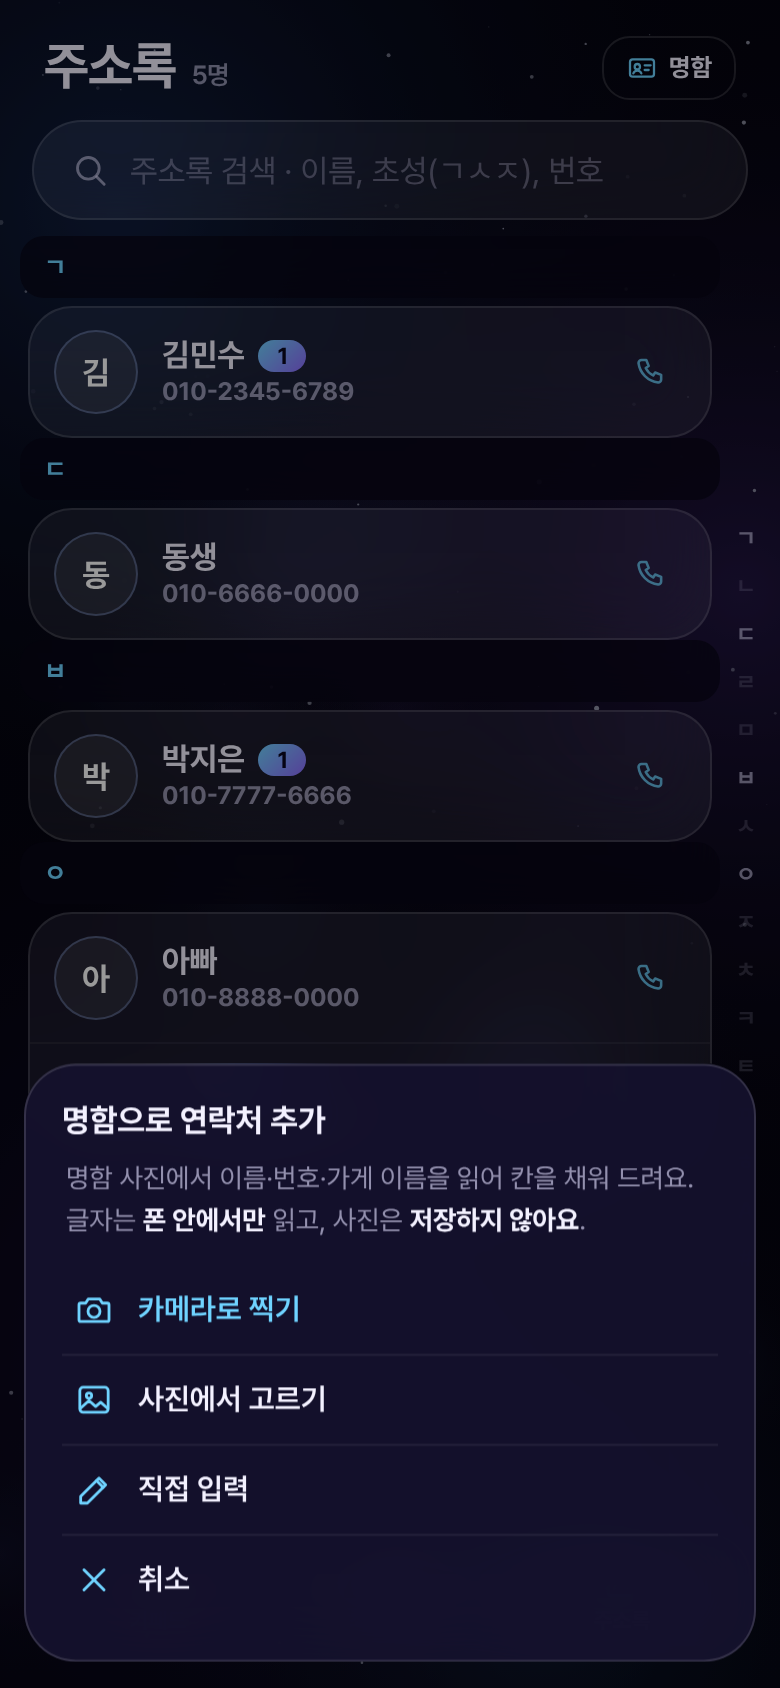 주소록 5명
명함
주소록 검색 · 이름, 초성(ㄱㅅㅈ), 번호
ㄱ
김
김민수 1
010-2345-6789
ㄷ
동
동생
010-6666-0000
ㅂ
박
박지은 1
010-7777-6666
ㅇ
아
아빠
010-8888-0000
ㄱ
ㄴ
ㄷ
ㄹ
ㅁ
ㅂ
ㅅ
ㅇ
ㅈ
ㅊ
ㅋ
ㅌ
명함으로 연락처 추가
명함 사진에서 이름·번호·가게 이름을 읽어 칸을 채워 드려요.
글자는 폰 안에서만 읽고, 사진은 저장하지 않아요.
카메라로 찍기
사진에서 고르기
직접 입력
취소